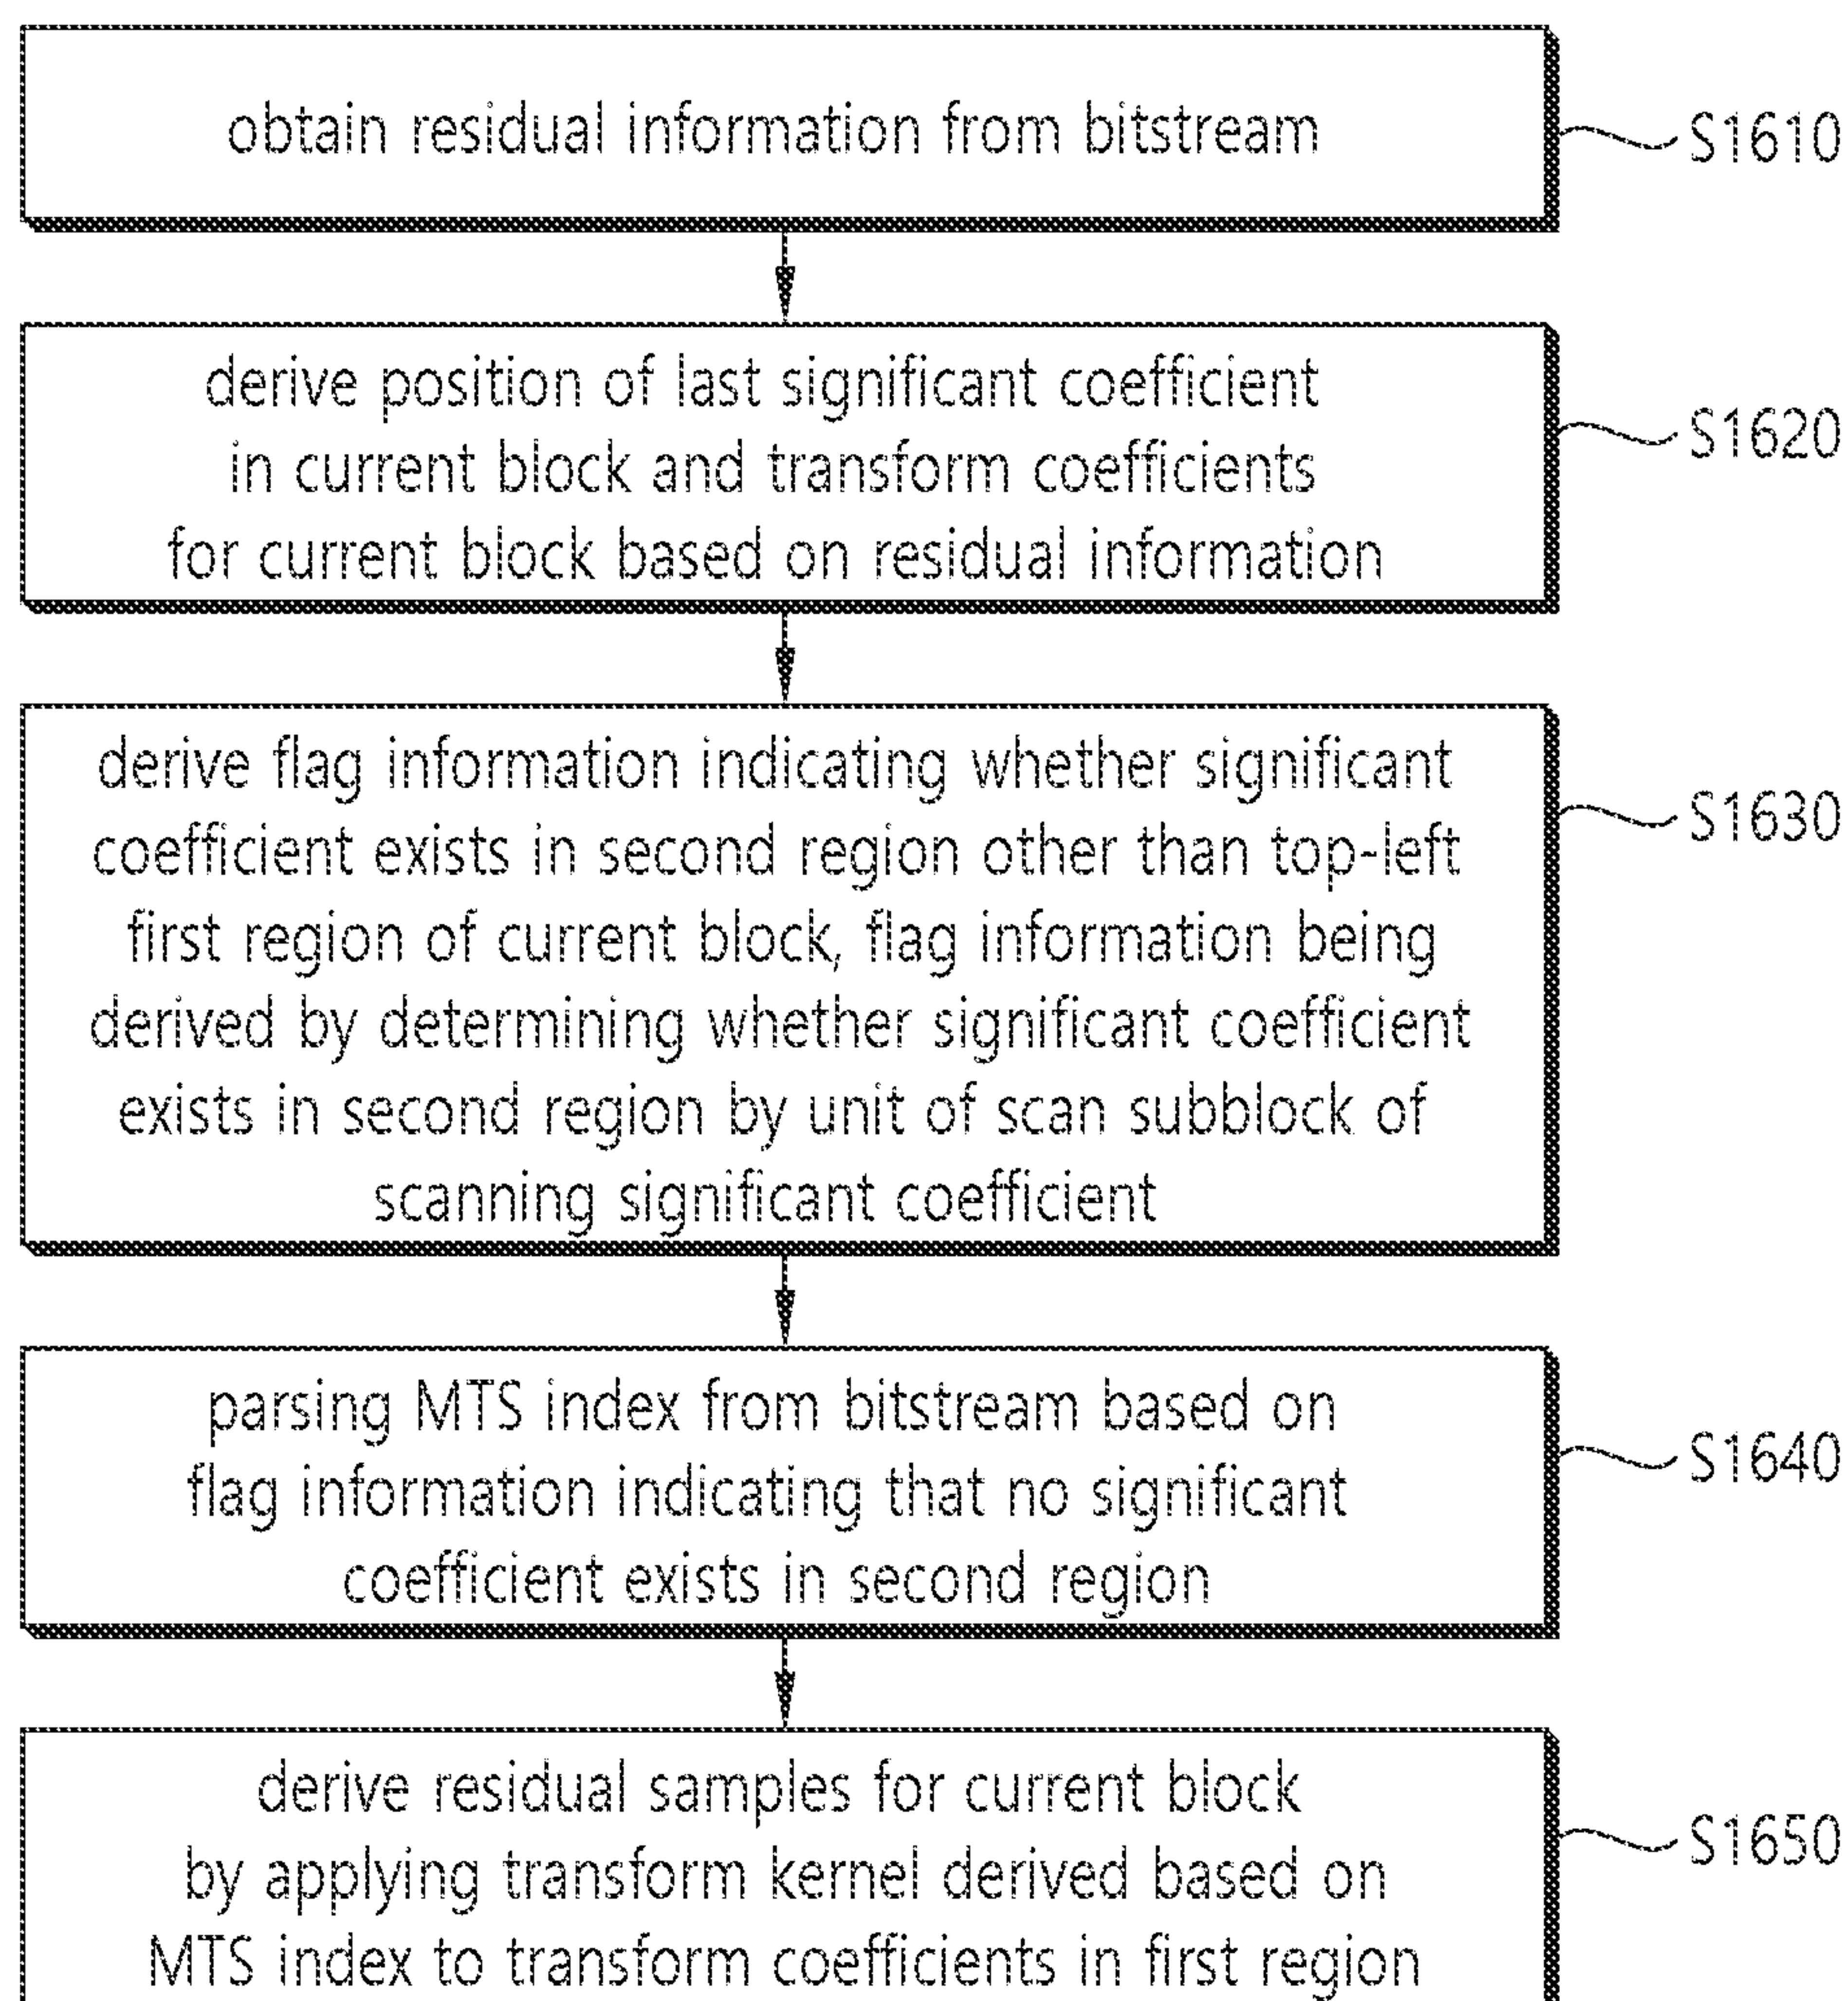 obtain residual information from bitstream
S1610
derive position of last significant coefficient
in current block and transform coefficients
for current block based on residual information
S1620
derive flag information indicating whether significant
coefficient exists in second region other than top-left
first region of current block, flag information being
derived by determining whether significant coefficient
exists in second region by unit of scan subblock of
scanning significant coefficient
S1630
parsing MTS index from bitstream based on
flag information indicating that no significant
coefficient exists in second region
S1640
derive residual samples for current block
by applying transform kernel derived based on
MTS index to transform coefficients in first region
S1650